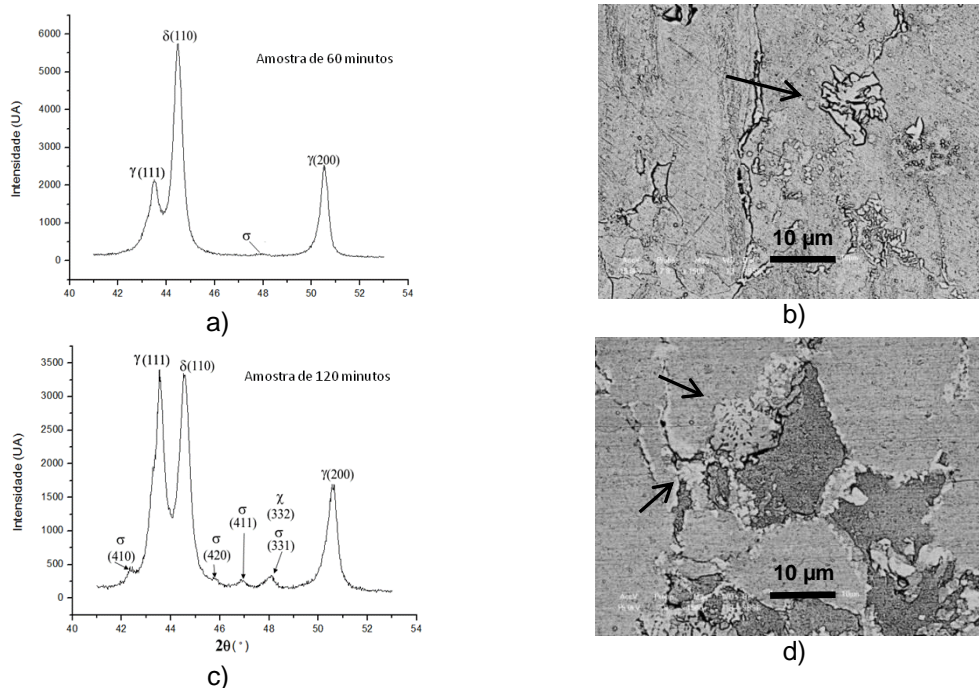 6000
5000
4000
3000
2000
1000
0
Intensidade (UA)
δ(110)
Amostra de 60 minutos
γ(111)
γ(200)
σ
40 42 44 46 48 50 52 54
a)
10 µm
b)
3500
3000
2500
2000
1500
1000
500
0
Intensidade (UA)
γ(111)
δ(110)
Amostra de 120 minutos
γ(200)
χ
(332)
σ
(411)
σ
(331)
σ
(420)
σ
(410)
40 42 44 46 48 50 52 54
2θ(°)
c)
10 µm
d)